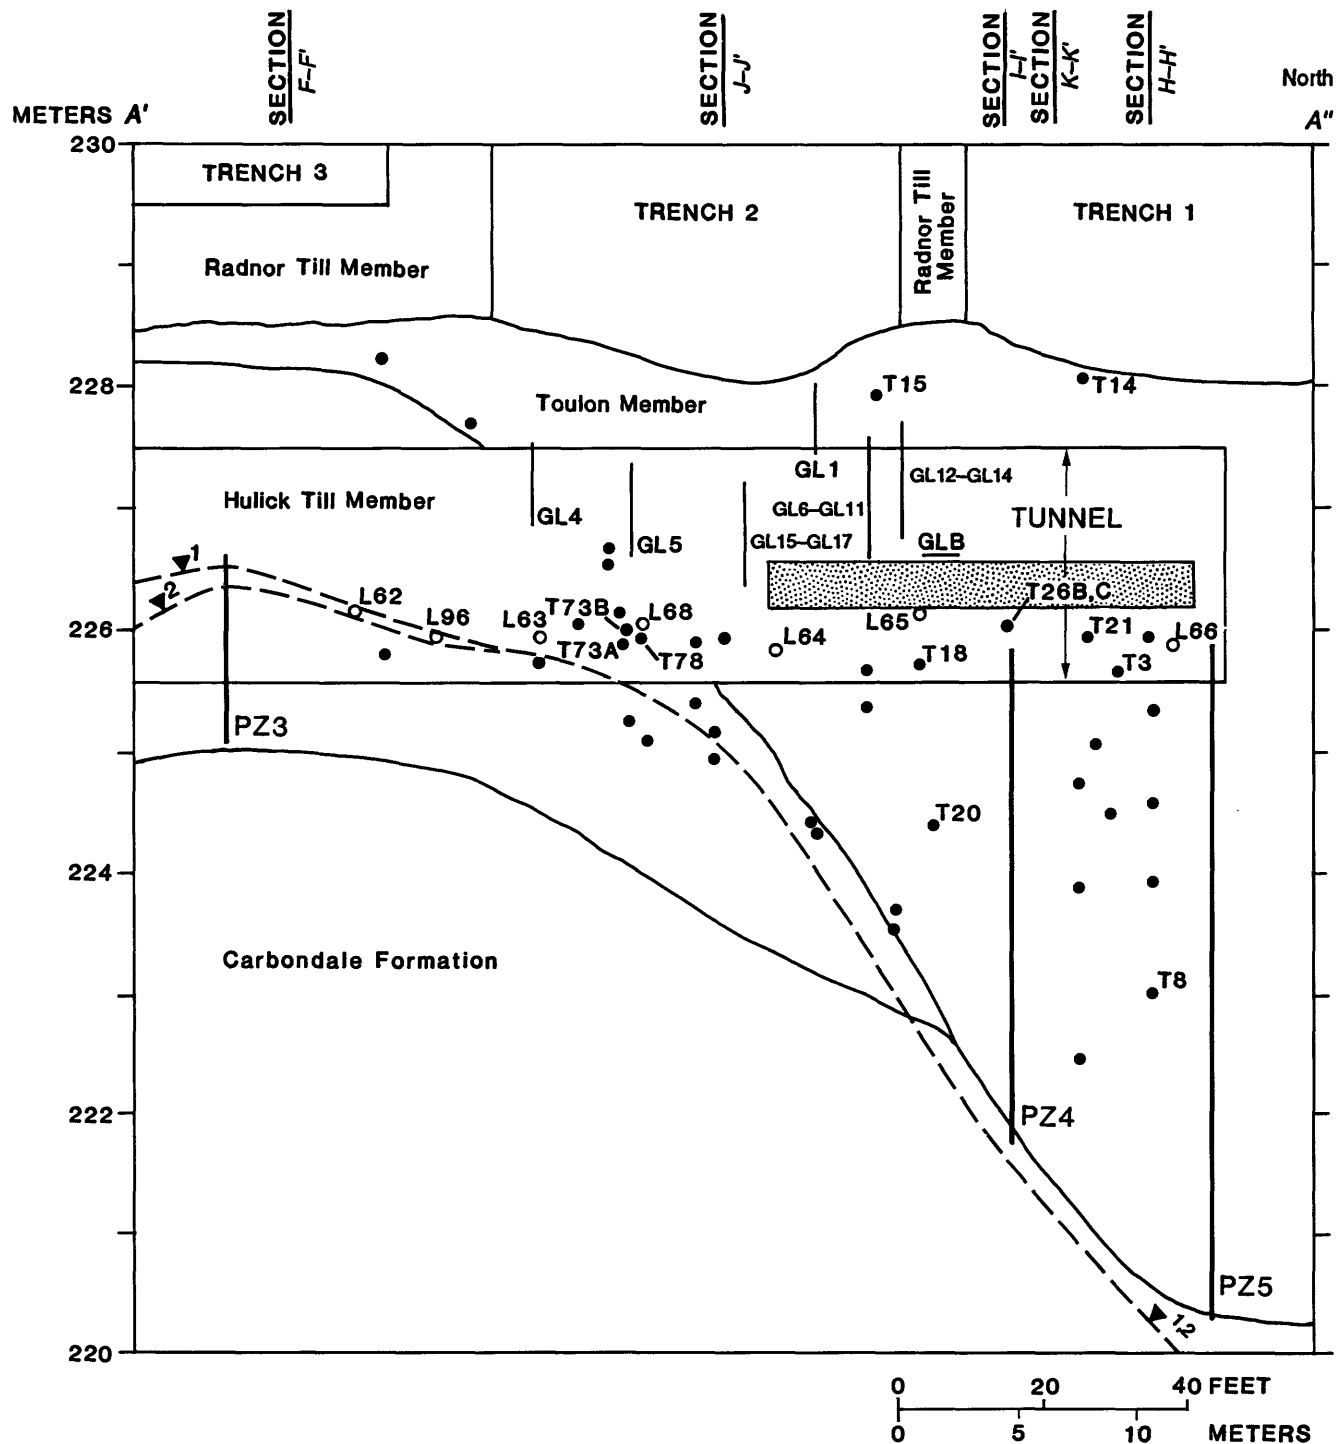 SECTION
F–F'
SECTION
J–J'
SECTION
I–I'
SECTION
K–K'
SECTION
H–H'
North
METERS A'
A"
230
TRENCH 3
TRENCH 2
Radnor Till
Member
TRENCH 1
Radnor Till Member
228
T15
T14
Toulon Member
GL1
GL12–GL14
Hulick Till Member
GL6–GL11
GL4
TUNNEL
GL5
GL15–GL17
GLB
1
2
L62
T73B
L68
T26B,C
L96
L63
L65
T21
L66
226
T73A
T78
L64
T18
T3
PZ3
T20
224
Carbondale Formation
T8
222
PZ4
PZ5
1,2
220
0 20 40 FEET
0 5 10 METERS